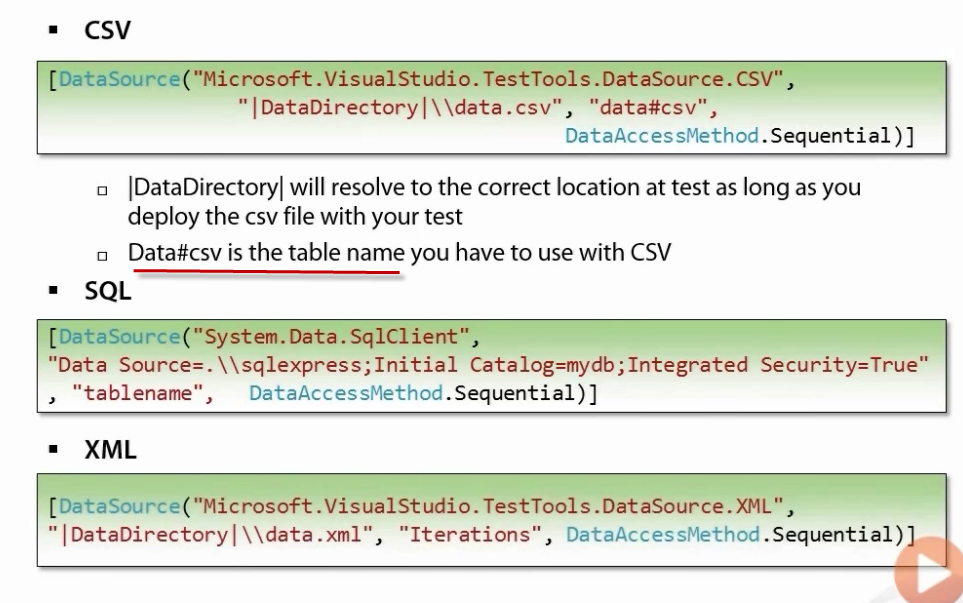 ▪ CSV
[DataSource("Microsoft.VisualStudio.TestTools.DataSource.CSV",
"|DataDirectory|\\data.csv", "data#csv",
DataAccessMethod.Sequential)]
|DataDirectory| will resolve to the correct location at test as long as you
deploy the csv file with your test
Data#csv is the table name you have to use with CSV
▪ SQL
[DataSource("System.Data.SqlClient",
"Data Source=.\\sqlexpress;Initial Catalog=mydb;Integrated Security=True"
, "tablename", DataAccessMethod.Sequential)]
▪ XML
[DataSource("Microsoft.VisualStudio.TestTools.DataSource.XML",
"|DataDirectory|\\data.xml", "Iterations", DataAccessMethod.Sequential)]